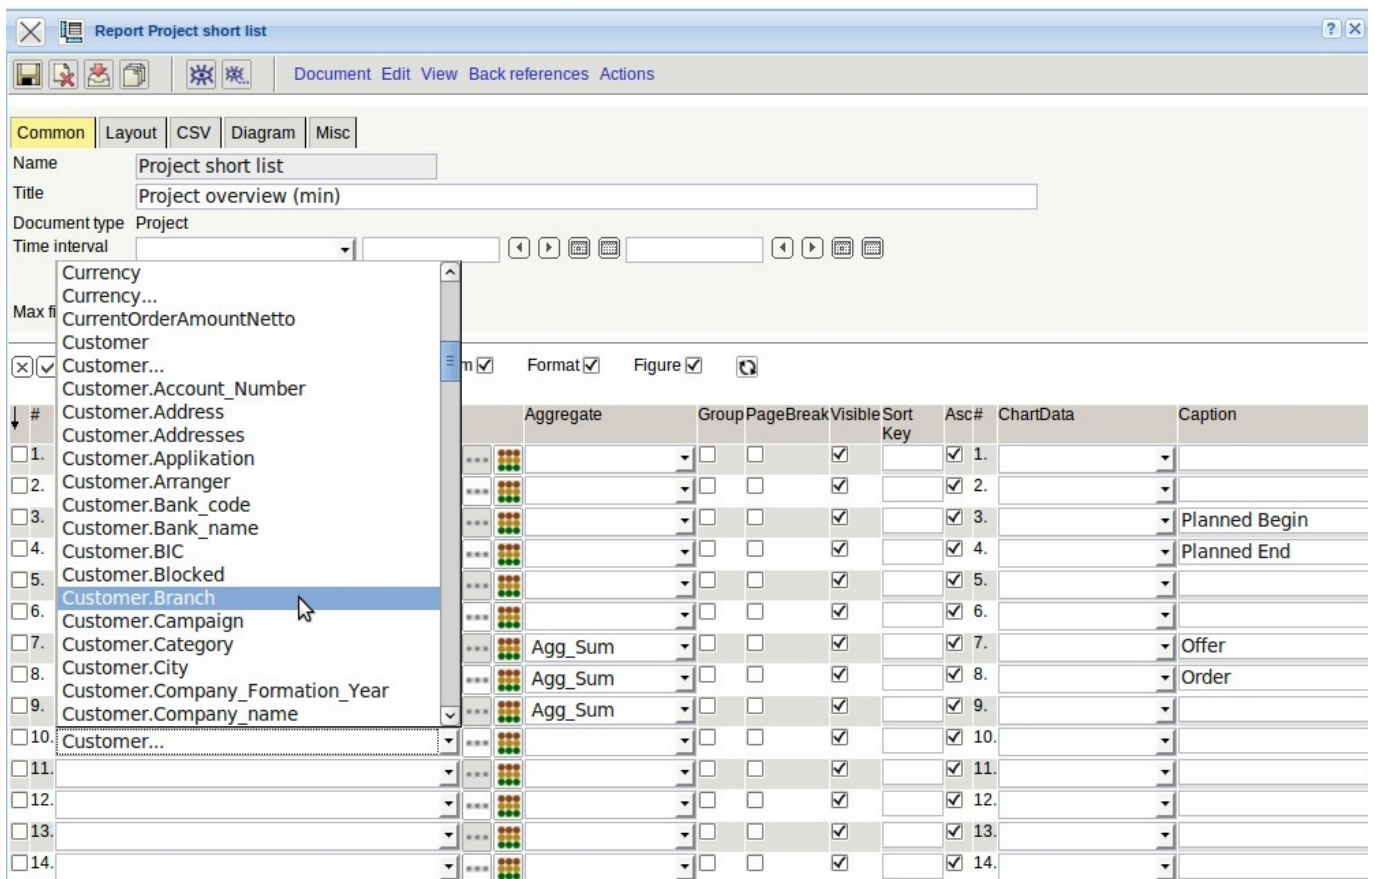 Report Project short list
Document Edit View Back references Actions
Common Layout CSV Diagram Misc
Name Project short list
Title Project overview (min)
Document type Project
Time interval
Currency
Currency...
Max fi
CurrentOrderAmountNetto
Customer
Customer...
m Format Figure
Customer.Account_Number
# Customer.Address Aggregate Group PageBreak Visible Sort Key Asc # ChartData Caption
Customer.Addresses
1. Customer.Applikation 1.
2. Customer.Arranger 2.
Customer.Bank_code
3. Customer.Bank_name 3. Planned Begin
4. Customer.BIC 4. Planned End
5. Customer.Blocked 5.
Customer.Branch
6. Customer.Campaign 6.
7. Customer.Category Agg_Sum 7. Offer
8. Customer.City Agg_Sum 8. Order
Customer.Company_Formation_Year
9. Customer.Company_name Agg_Sum 9.
10. Customer... 10.
11. 11.
12. 12.
13. 13.
14. 14.